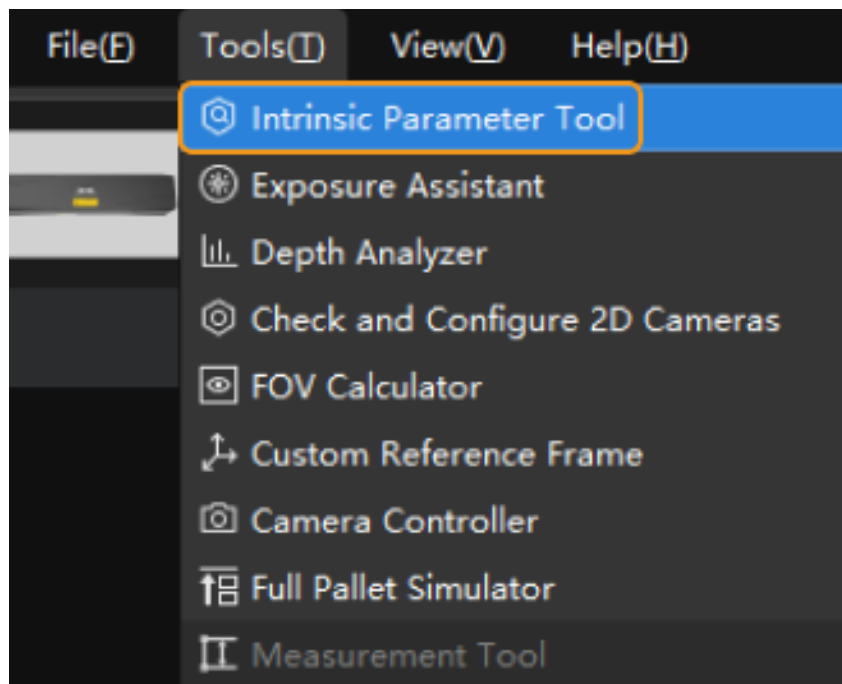 File(F) Tools(T) View(V) Help(H)
Intrinsic Parameter Tool
Exposure Assistant
Depth Analyzer
Check and Configure 2D Cameras
FOV Calculator
Custom Reference Frame
Camera Controller
Full Pallet Simulator
Measurement Tool